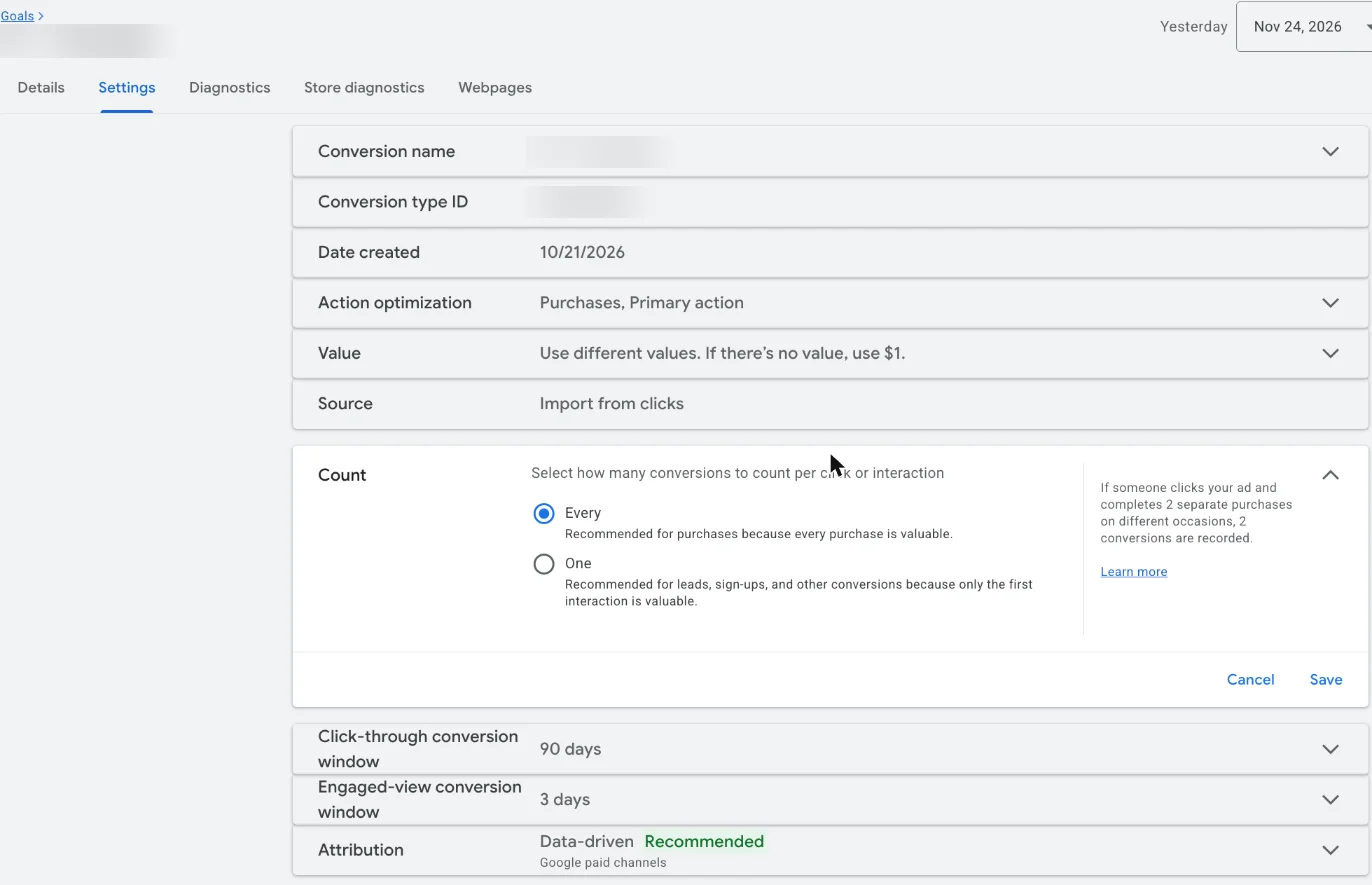 Goals >
Yesterday Nov 24, 2026
Details Settings Diagnostics Store diagnostics Webpages
Conversion name
Conversion type ID
Date created 10/21/2026
Action optimization Purchases, Primary action
Value Use different values. If there's no value, use $1.
Source Import from clicks
Count
Select how many conversions to count per click or interaction
Every
Recommended for purchases because every purchase is valuable.
One
Recommended for leads, sign-ups, and other conversions because only the first
interaction is valuable.
If someone clicks your ad and
completes 2 separate purchases
on different occasions, 2
conversions are recorded.
Learn more
Cancel Save
Click-through conversion
window
90 days
Engaged-view conversion
window
3 days
Attribution
Data-driven Recommended
Google paid channels